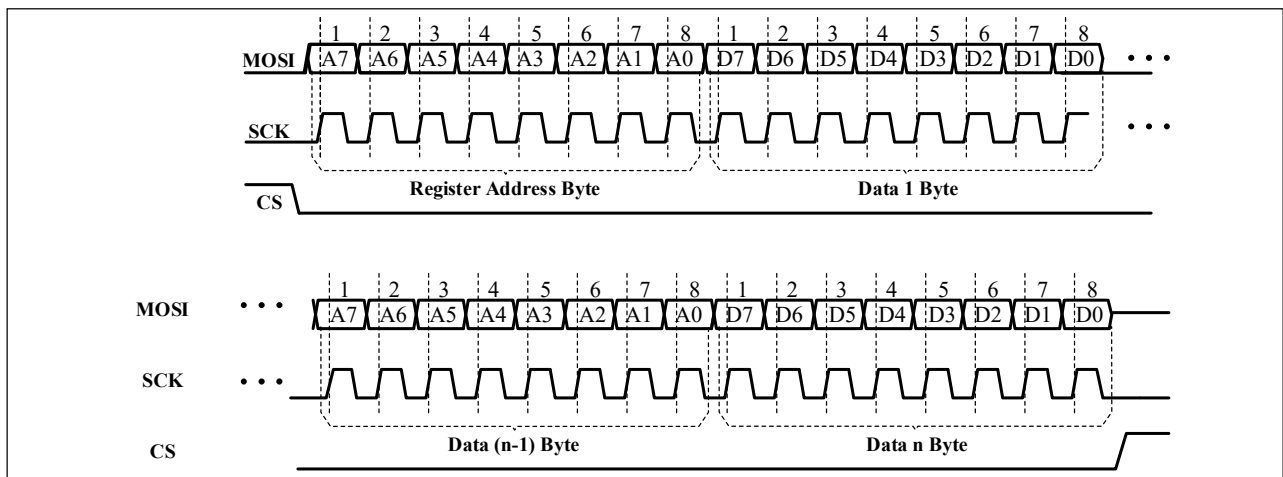 1 2 3 4 5 6 7 8 1 2 3 4 5 6 7 8
MOSI A7 A6 A5 A4 A3 A2 A1 A0 D7 D6 D5 D4 D3 D2 D1 D0 • • •
SCK • • •
Register Address Byte Data 1 Byte
CS
1 2 3 4 5 6 7 8 1 2 3 4 5 6 7 8
MOSI • • • A7 A6 A5 A4 A3 A2 A1 A0 D7 D6 D5 D4 D3 D2 D1 D0
SCK • • •
Data (n-1) Byte Data n Byte
CS